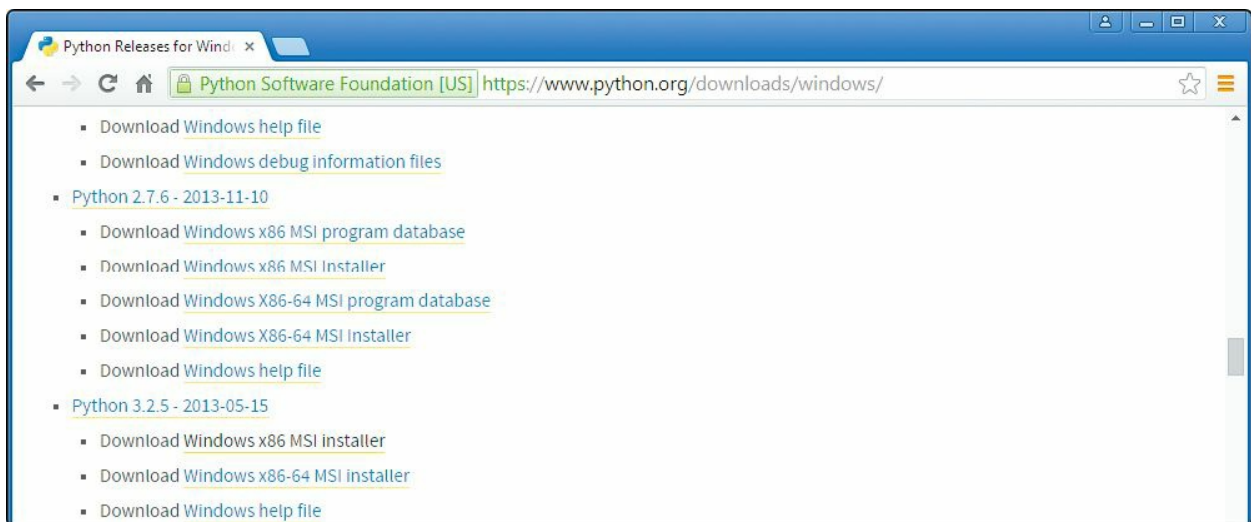 Python Releases for Wind
Python Software Foundation [US] https://www.python.org/downloads/windows/
Download Windows help file
Download Windows debug information files
Python 2.7.6 - 2013-11-10
Download Windows x86 MSI program database
Download Windows x86 MSI Installer
Download Windows X86-64 MSI program database
Download Windows X86-64 MSI Installer
Download Windows help file
Python 3.2.5 - 2013-05-15
Download Windows x86 MSI installer
Download Windows x86-64 MSI installer
Download Windows help file